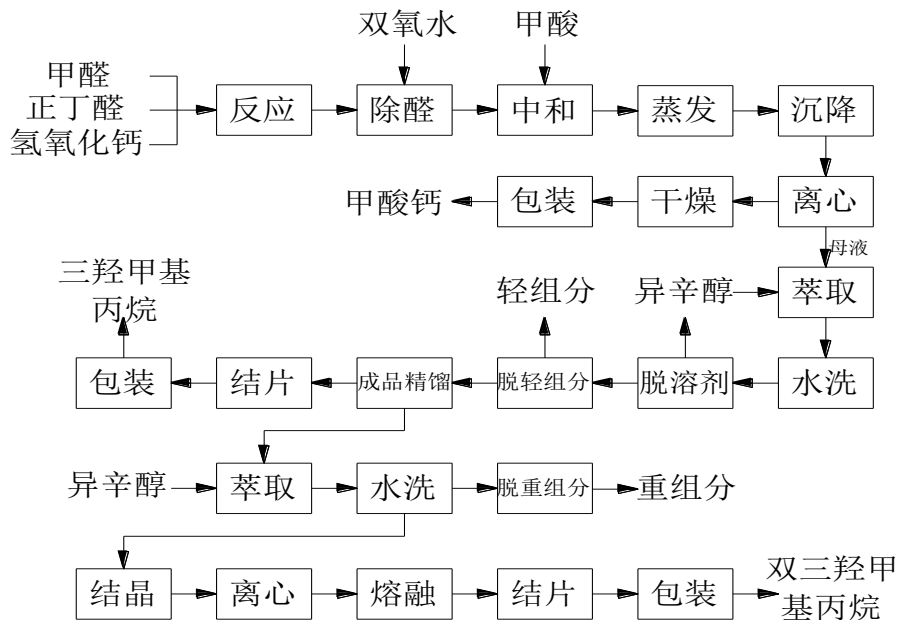 双氧水
甲酸
甲醛
正丁醛
氢氧化钙
反应
除醛
中和
蒸发
沉降
甲酸钙
包装
干燥
离心
母液
三羟甲基
丙烷
轻组分
异辛醇
萃取
包装
结片
成品精馏
脱轻组分
脱溶剂
水洗
异辛醇
萃取
水洗
脱重组分
重组分
结晶
离心
熔融
结片
包装
双三羟甲
基丙烷